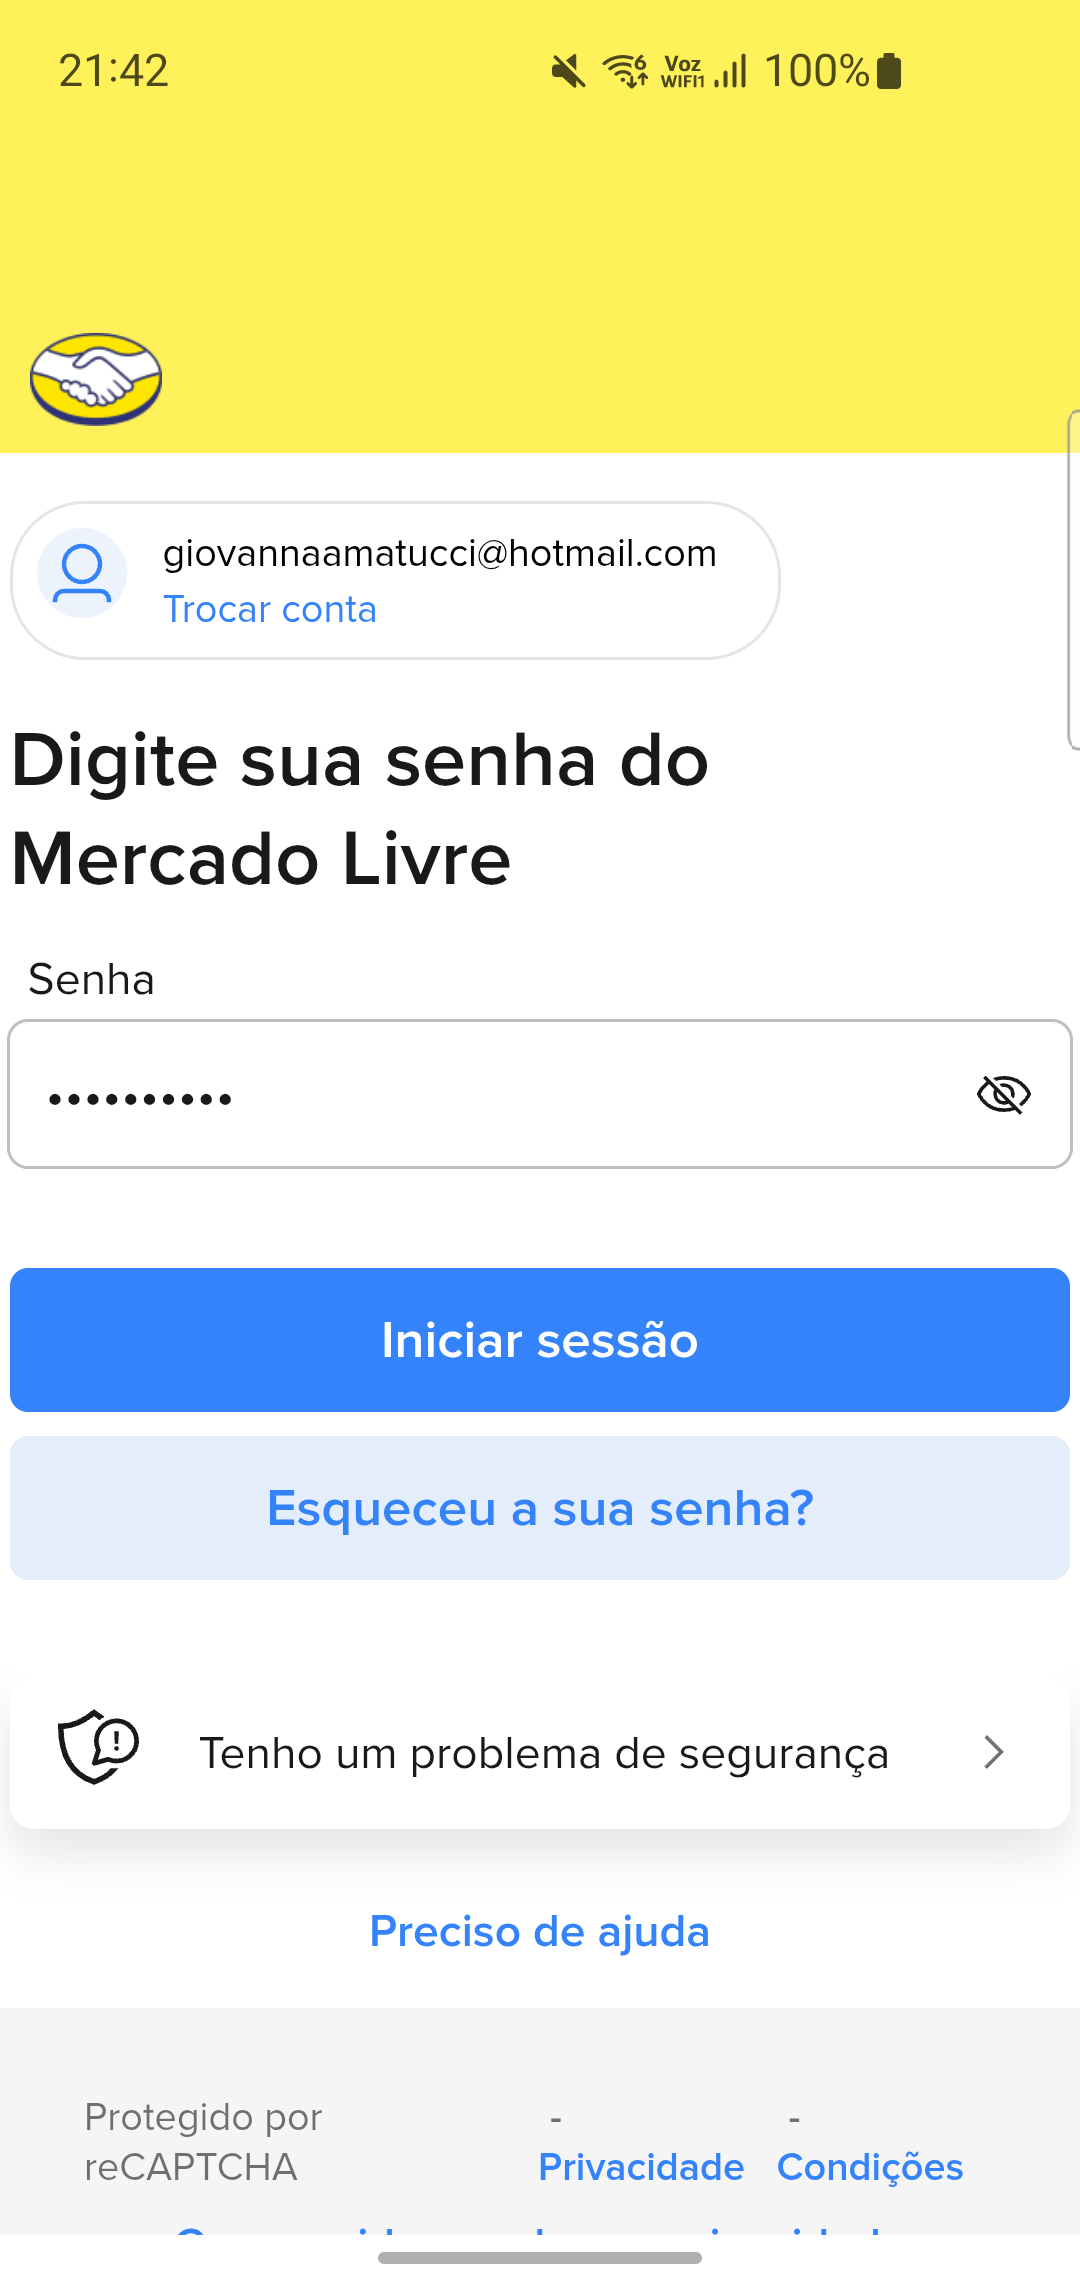 21:42
6
Voz
WIFI1
100%
giovannaamatucci@hotmail.com
Trocar conta
Digite sua senha do
Mercado Livre
Senha
••••••••••
Iniciar sessão
Esqueceu a sua senha?
Tenho um problema de segurança
Preciso de ajuda
Protegido por
reCAPTCHA
- Privacidade
- Condições